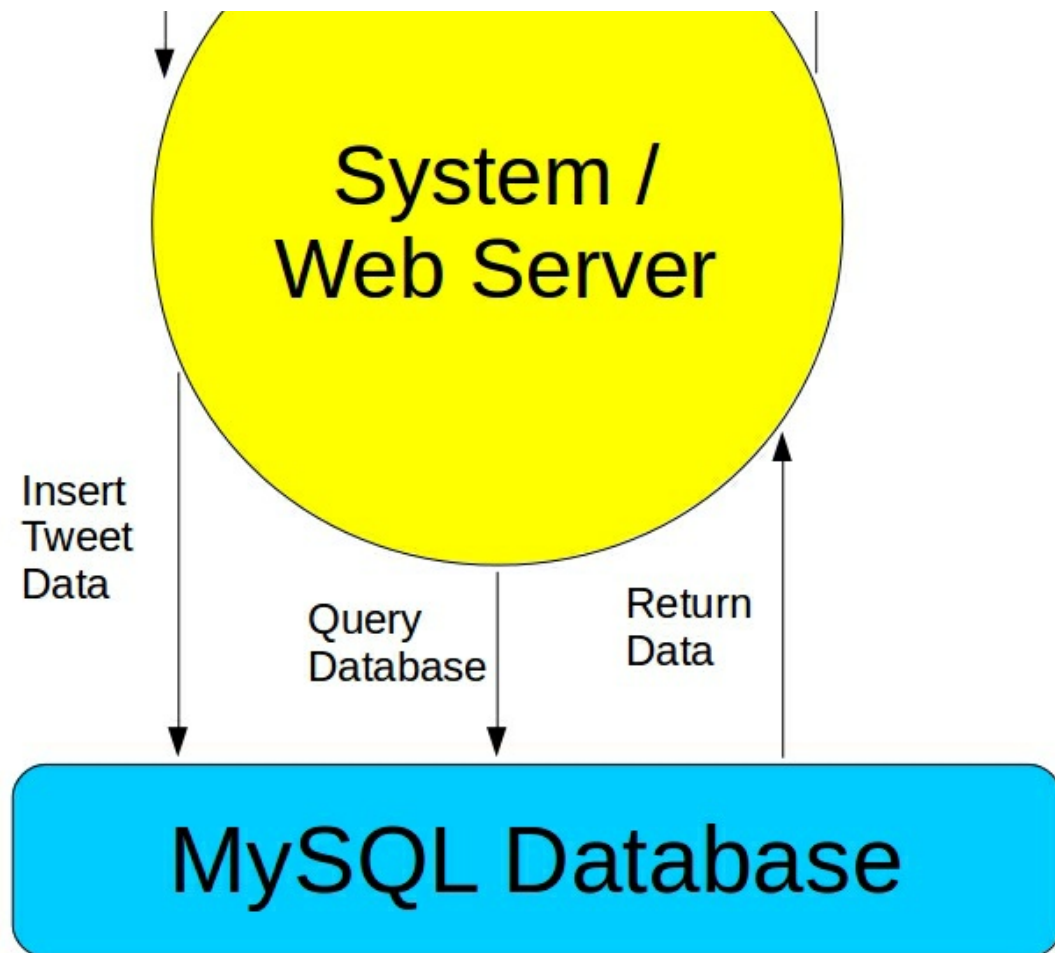 System /
Web Server
Insert
Tweet
Data
Query
Database
Return
Data
MySQL Database